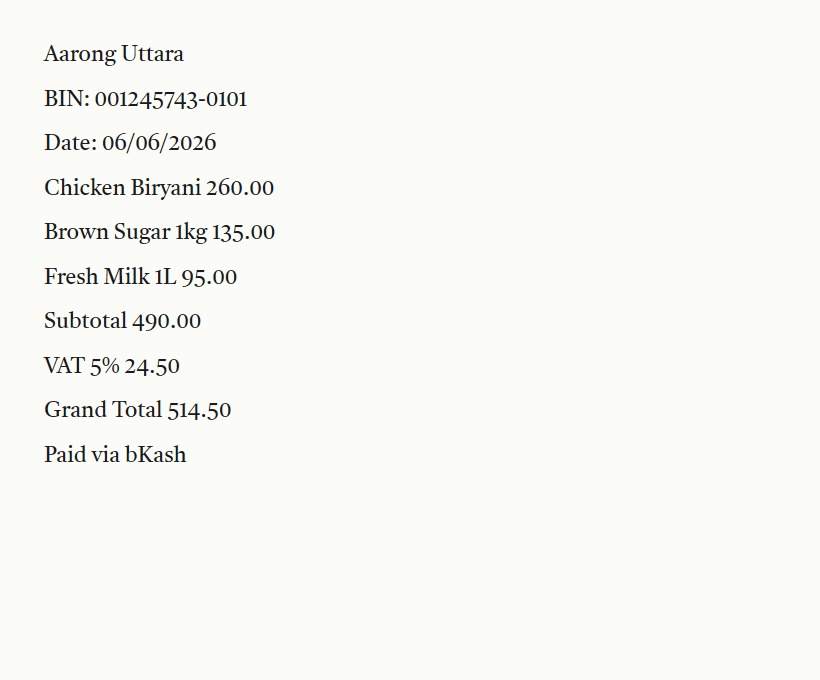 Aarong Uttara
BIN: 001245743-0101
Date: 06/06/2026
Chicken Biryani 260.00
Brown Sugar 1kg 135.00
Fresh Milk 1L 95.00
Subtotal 490.00
VAT 5% 24.50
Grand Total 514.50
Paid via bKash